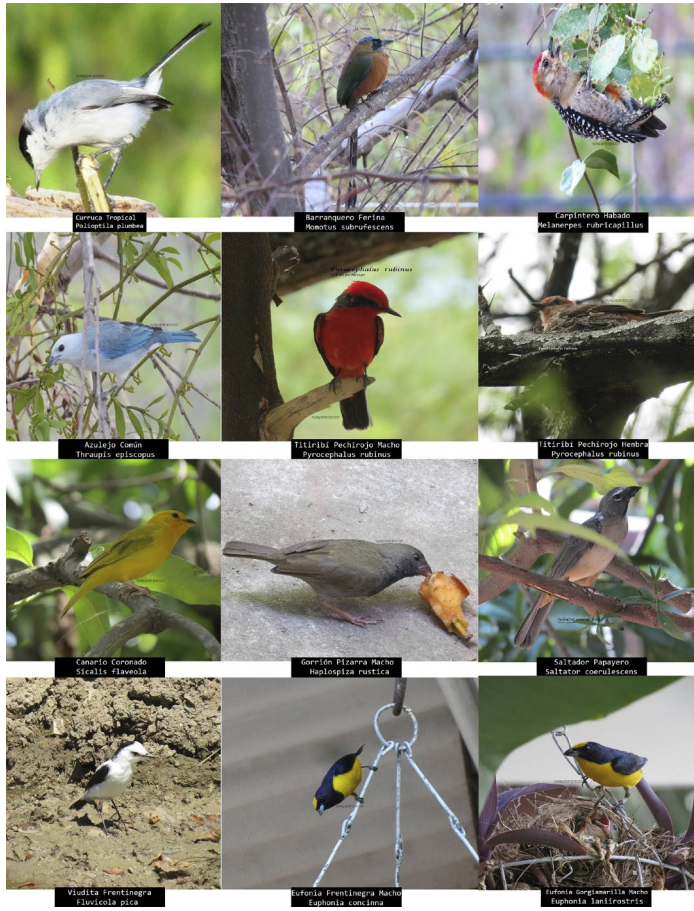 Curruca Tropical
Polioptila plumbea
Barranquero Ferina
Momotus subrufescens
Carpintero Habado
Melanerpes rubricapillus
Azulejo Común
Thraupis episcopus
Pyrocephalus rubinus
Titiribí Pechirojo Macho
Pyrocephalus rubinus
Pyrocephalus rubinus
Titiribí Pechirojo Hembra
Pyrocephalus rubinus
Canario Coronado
Sicalis flaveola
Gorrión Pizarra Macho
Haplospiza rustica
Saltador Papayero
Saltator coerulescens
Viudita Frentinegra
Fluvicola pica
Eufonia Frentinegra Macho
Euphonia concinna
Eufonia Gorgiamarilla Macho
Euphonia laniirostris